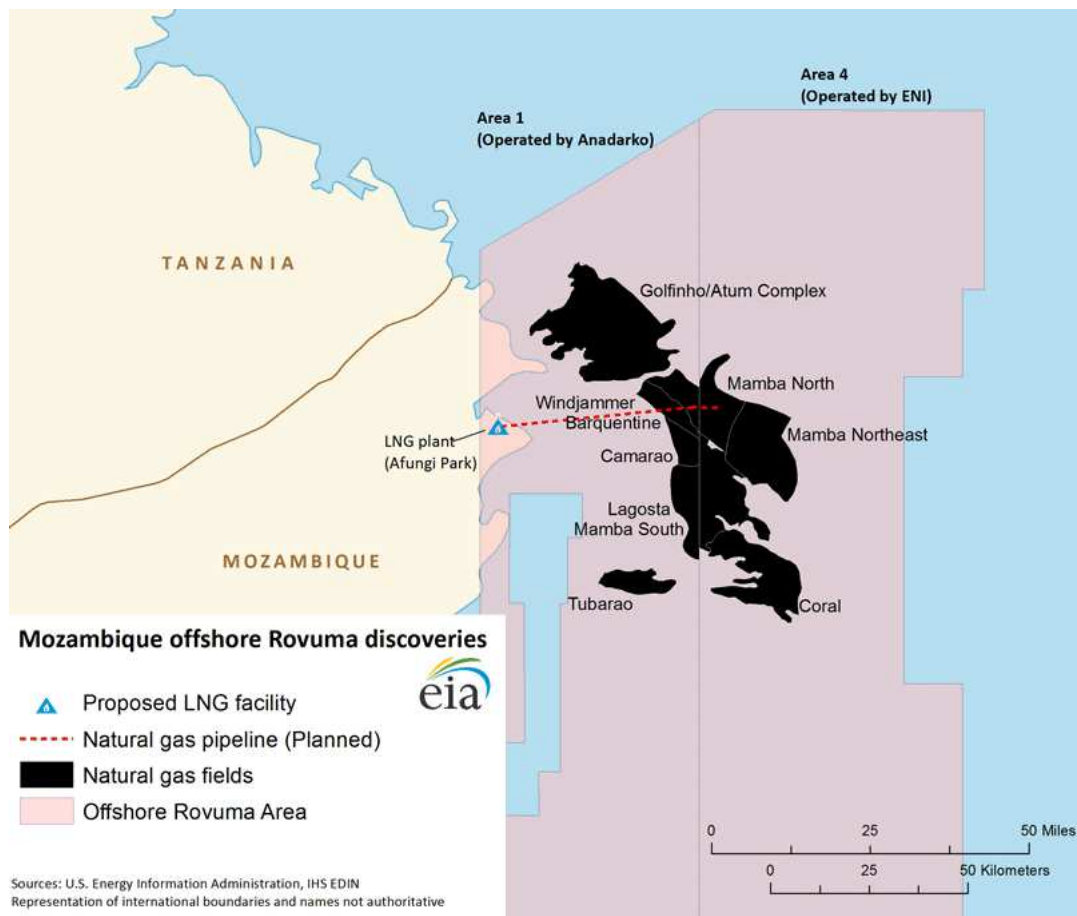 Area 4
(Operated by ENI)
Area 1
(Operated by Anadarko)
TANZANIA
Golfinho/Atum Complex
Mamba North
Windjammer
Barquentine
Mamba Northeast
LNG plant
(Afungi Park)
Camarao
Lagosta
Mamba South
MOZAMBIQUE
Tubarao
Coral
Mozambique offshore Rovuma discoveries
eia
Proposed LNG facility
Natural gas pipeline (Planned)
Natural gas fields
Offshore Rovuma Area
0 25 50 Miles
0 25 50 Kilometers
Sources: U.S. Energy Information Administration, IHS EDIN
Representation of international boundaries and names not authoritative